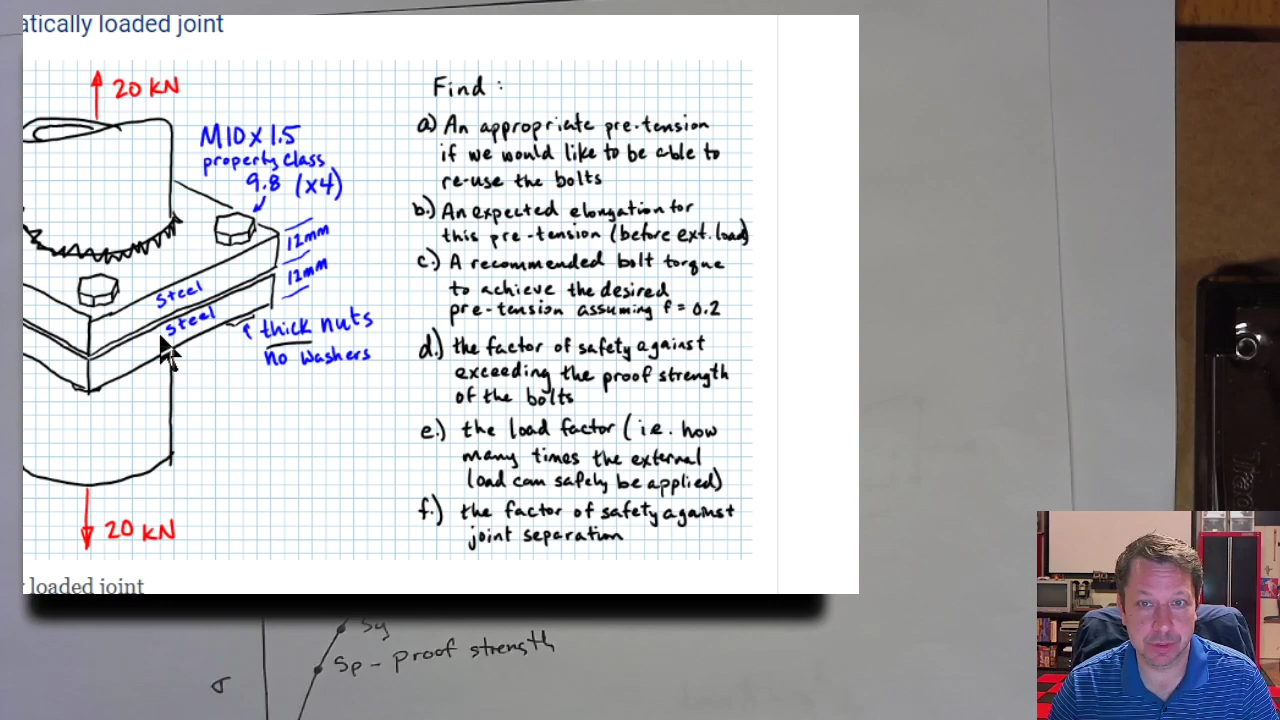 atically loaded joint
20 KN
M10 X 1.5
property class
9.8 (x4)
12mm
12mm
steel
steel
thick nuts
no washers
20 KN
Find :
a.) An appropriate pre-tension
if we would like to be able to
re-use the bolts
b.) An expected elongation for
this pre-tension (before ext. load)
c.) A recommended bolt torque
to achieve the desired
pre-tension assuming f = 0.2
d.) the factor of safety against
exceeding the proof strength
of the bolts
e.) the load factor (i.e. how
many times the external
load can safely be applied)
f.) the factor of safety against
joint separation
loaded joint
Sy
Sp - proof strength
σ